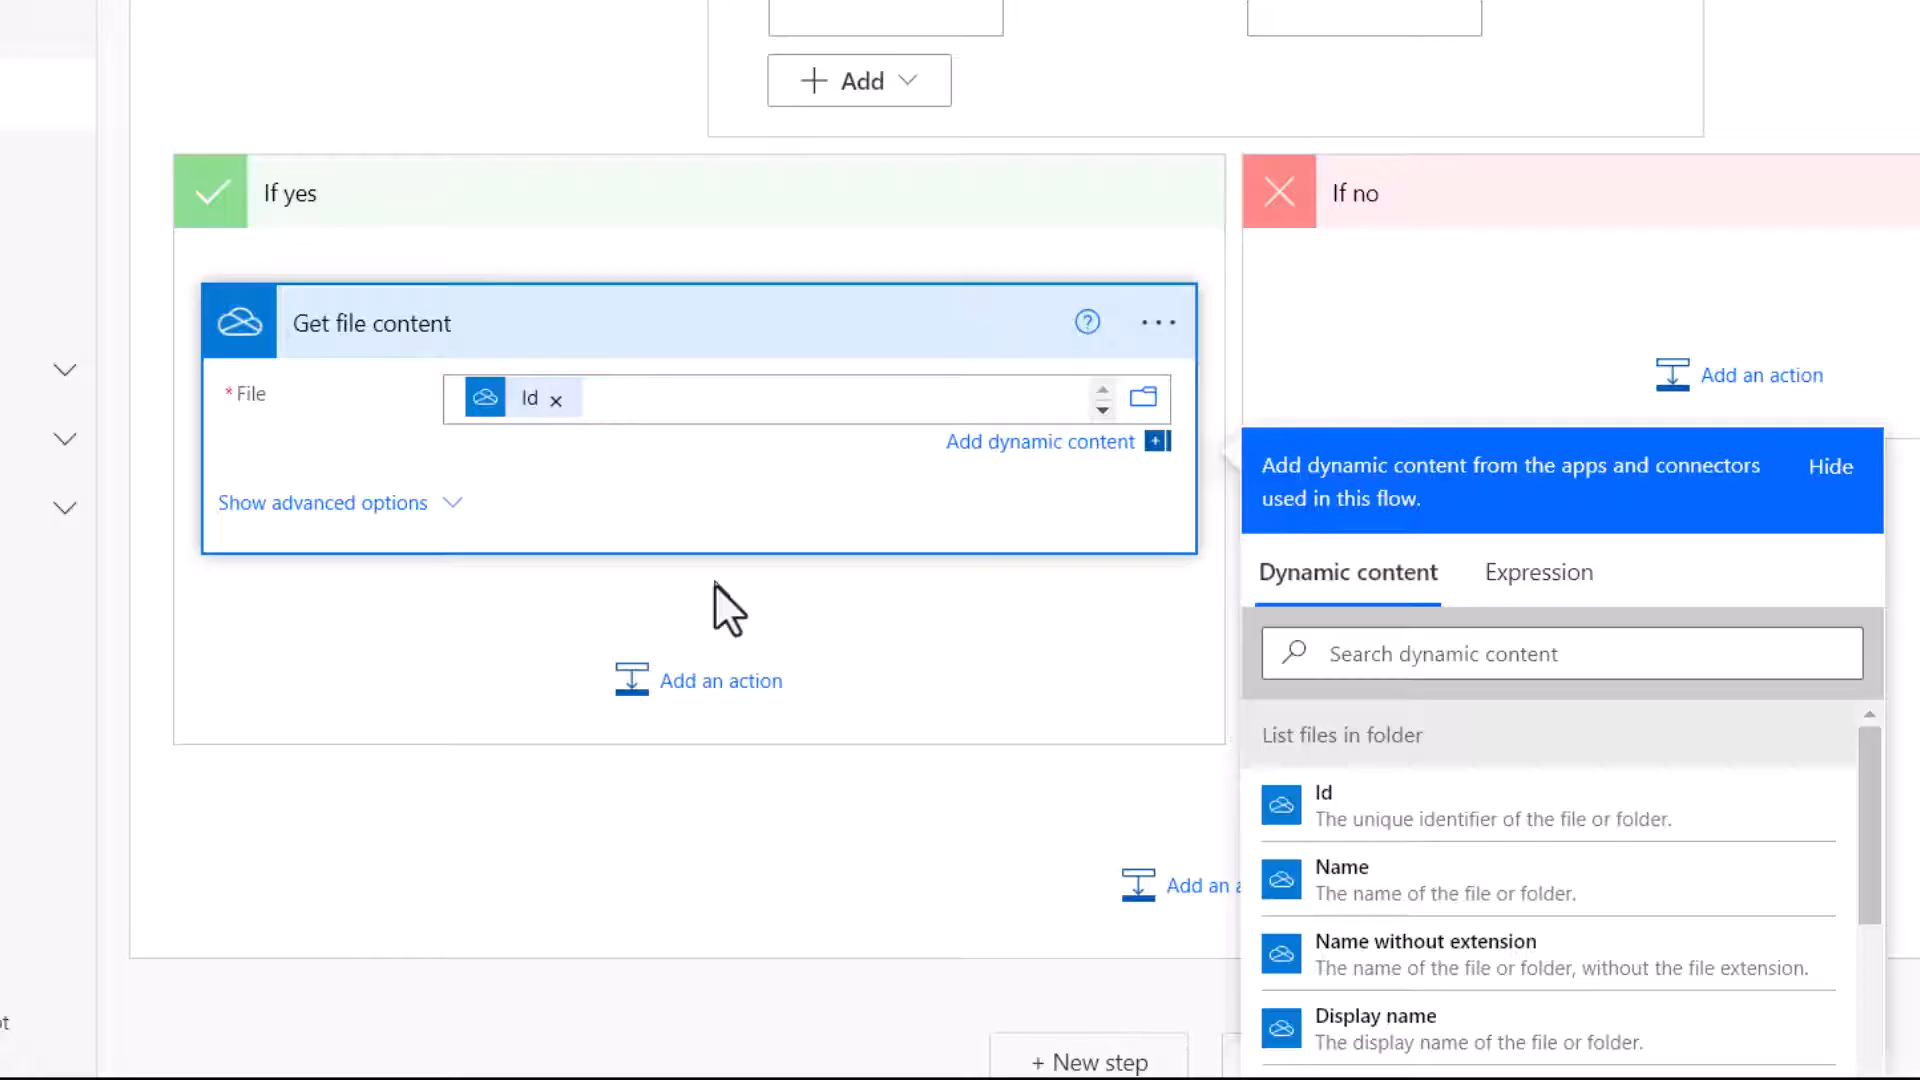 Add
If yes
If no
Get file content
?
...
* File
Id ×
Add dynamic content +
Show advanced options
Add an action
Add an action
Add dynamic content from the apps and connectors
used in this flow.
Hide
Dynamic content
Expression
Search dynamic content
List files in folder
Id
The unique identifier of the file or folder.
Name
The name of the file or folder.
Name without extension
The name of the file or folder, without the file extension.
Display name
The display name of the file or folder.
Add an a
+ New step